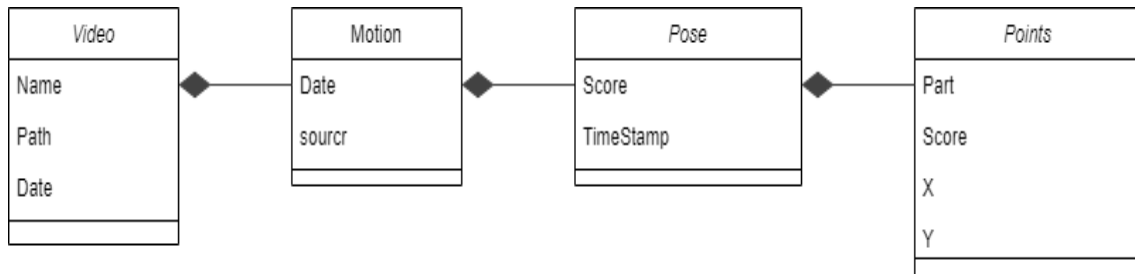 Video
Name
Path
Date
Motion
Date
sourcr
Pose
Score
TimeStamp
Points
Part
Score
X
Y